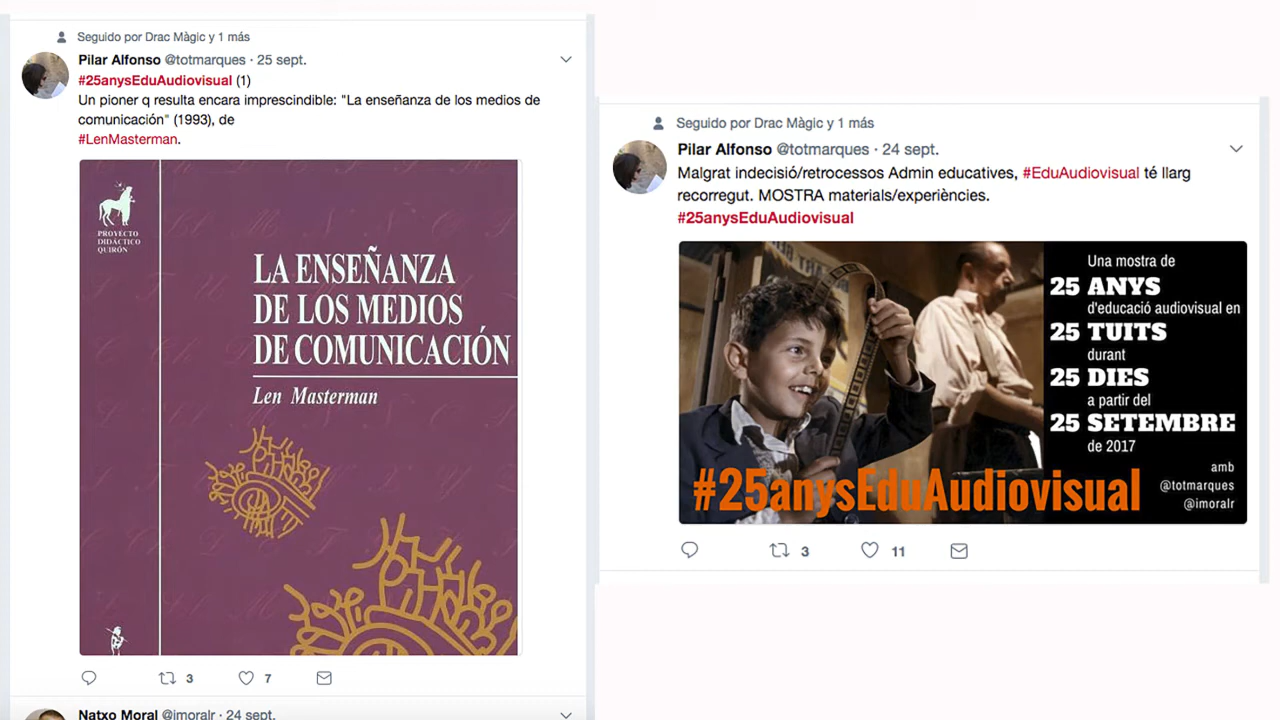 Seguido por Drac Màgic y 1 más
Pilar Alfonso @totmarques · 25 sept.
#25anysEduAudiovisual (1)
Un pioner q resulta encara imprescindible: "La enseñanza de los medios de
comunicación" (1993), de
#LenMasterman.
PROYECTO
DIDÁCTICO
QUIRÓN
LA ENSEÑANZA
DE LOS MEDIOS
DE COMUNICACIÓN
Len Masterman
3
7
Natxo Moral @imoralr · 24 sept.
Seguido por Drac Màgic y 1 más
Pilar Alfonso @totmarques · 24 sept.
Malgrat indecisió/retrocessos Admin educatives, #EduAudiovisual té llarg
recorregut. MOSTRA materials/experiències.
#25anysEduAudiovisual
Una mostra de
25 ANYS
d'educació audiovisual en
25 TUITS
durant
25 DIES
a partir del
25 SETEMBRE
de 2017
amb
@totmarques
@imoralr
#25anysEduAudiovisual
3
11